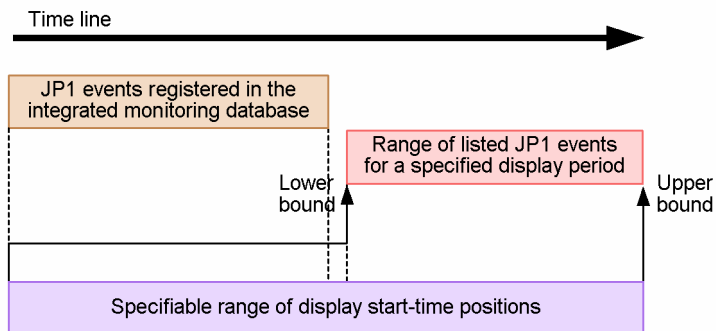 Time line
JP1 events registered in the
integrated monitoring database
Range of listed JP1 events
for a specified display period
Lower
bound
Upper
bound
Specifiable range of display start-time positions